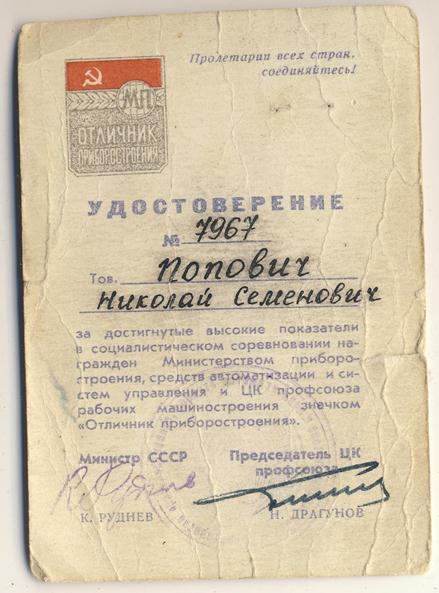 Пролетарии всех стран,
соединяйтесь!
МП
ОТЛИЧНИК
ПРИБОРОСТРОЕНИЯ
УДОСТОВЕРЕНИЕ
№ 7967
Тов. Попович
Николай Семенович
за достигнутые высокие показатели
в социалистическом соревновании на-
гражден Министерством приборо-
строения, средств автоматизации и си-
стем управления и ЦК профсоюза
рабочих машиностроения значком
«Отличник приборостроения».
Министр СССР
Председатель ЦК
профсоюза
К. РУДНЕВ
Н. ДРАГУНОВ